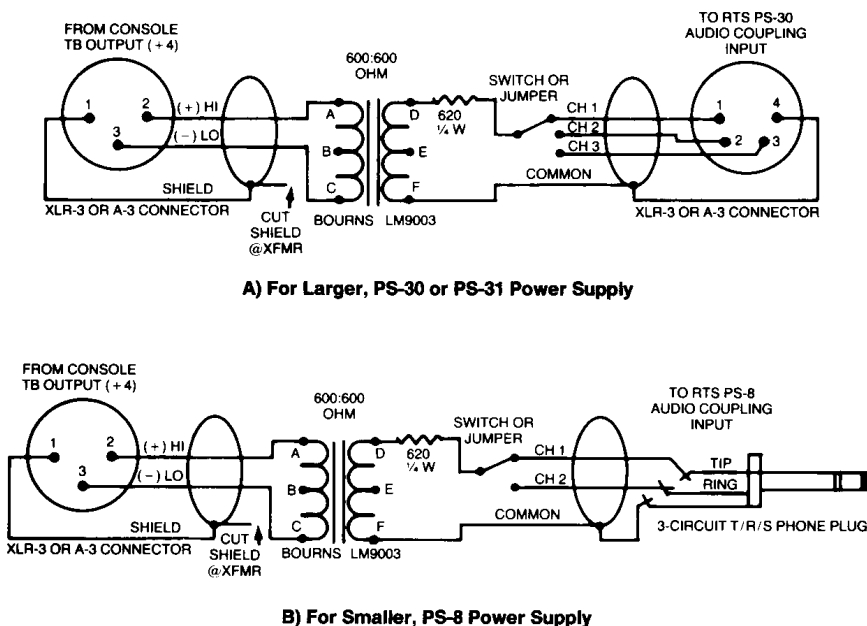 FROM CONSOLE
TB OUTPUT (+4)
1
2
3
(+) HI
(−) LO
SHIELD
XLR-3 OR A-3 CONNECTOR
CUT
SHIELD
@XFMR
600:600
OHM
A
B
C
D
E
F
BOURNS
LM9003
620
¼ W
SWITCH OR
JUMPER
CH 1
CH 2
CH 3
COMMON
TO RTS PS-30
AUDIO COUPLING
INPUT
1
4
2
3
XLR-3 OR A-3 CONNECTOR
A) For Larger, PS-30 or PS-31 Power Supply
FROM CONSOLE
TB OUTPUT (+4)
1
2
3
(+) HI
(−) LO
SHIELD
XLR-3 OR A-3 CONNECTOR
CUT
SHIELD
@XFMR
600:600
OHM
A
B
C
D
E
F
BOURNS
LM9003
620
¼ W
SWITCH OR
JUMPER
CH 1
CH 2
COMMON
TO RTS PS-8
AUDIO COUPLING
INPUT
TIP
RING
3-CIRCUIT T/R/S PHONE PLUG
B) For Smaller, PS-8 Power Supply